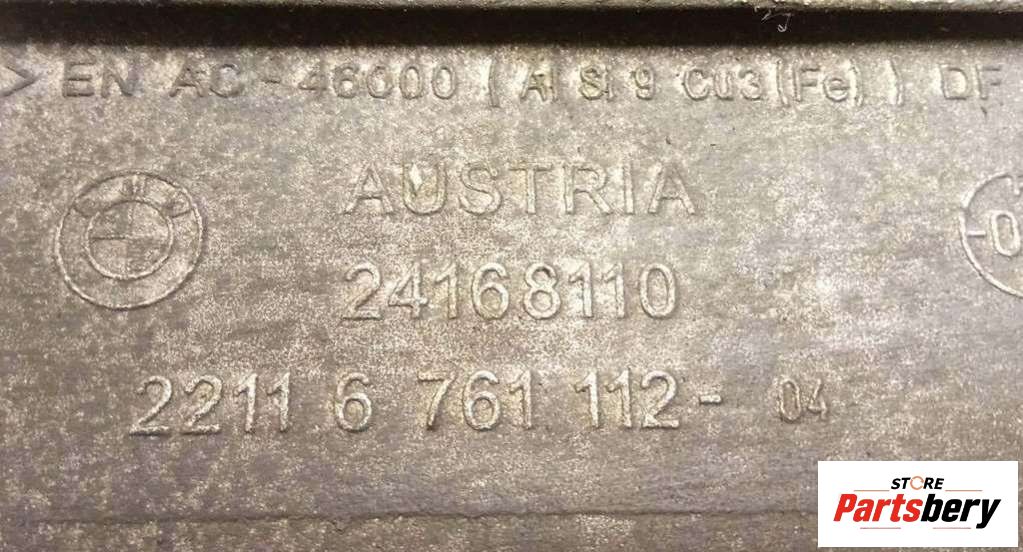 > EN AC-46000 (Al Si 9 Cu3(Fe)) DF
AUSTRIA
24168110
2211 6 761 112- 04
STORE
Partsbery